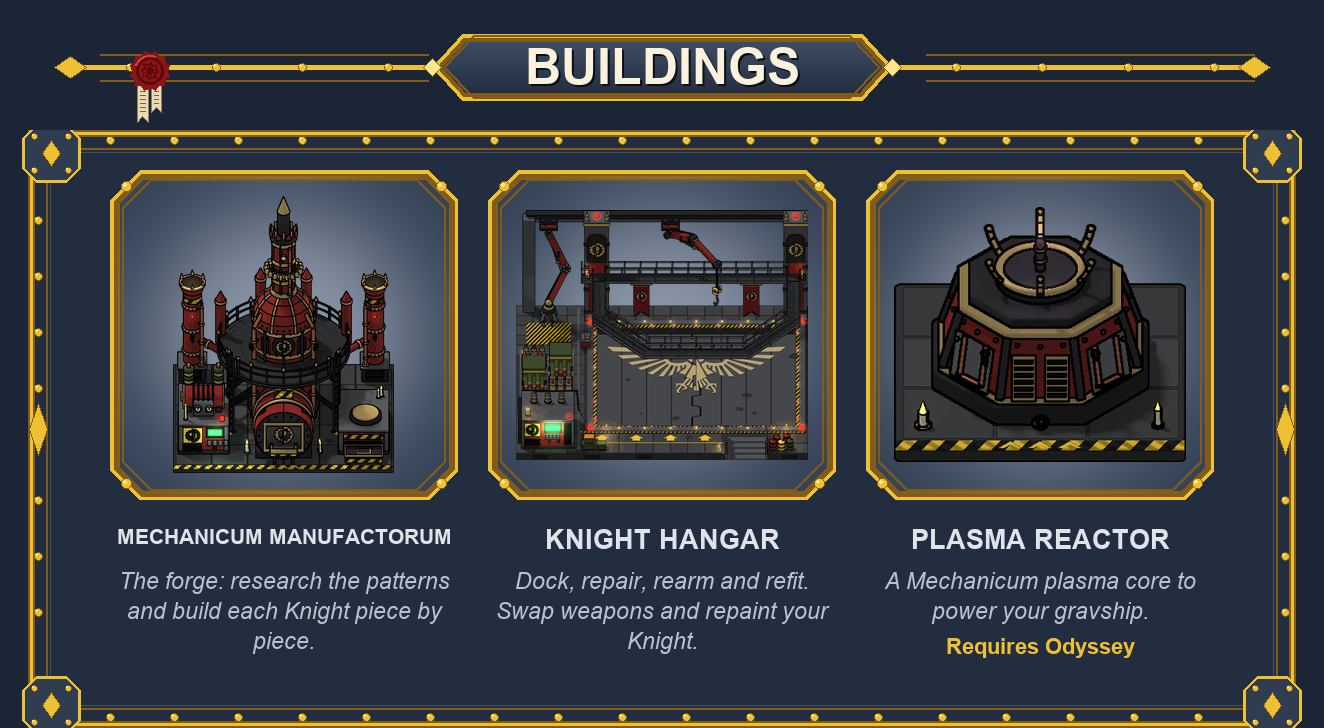 BUILDINGS
MECHANICUM MANUFACTORUM
The forge: research the patterns
and build each Knight piece by
piece.
KNIGHT HANGAR
Dock, repair, rearm and refit.
Swap weapons and repaint your
Knight.
PLASMA REACTOR
A Mechanicum plasma core to
power your gravship.
Requires Odyssey